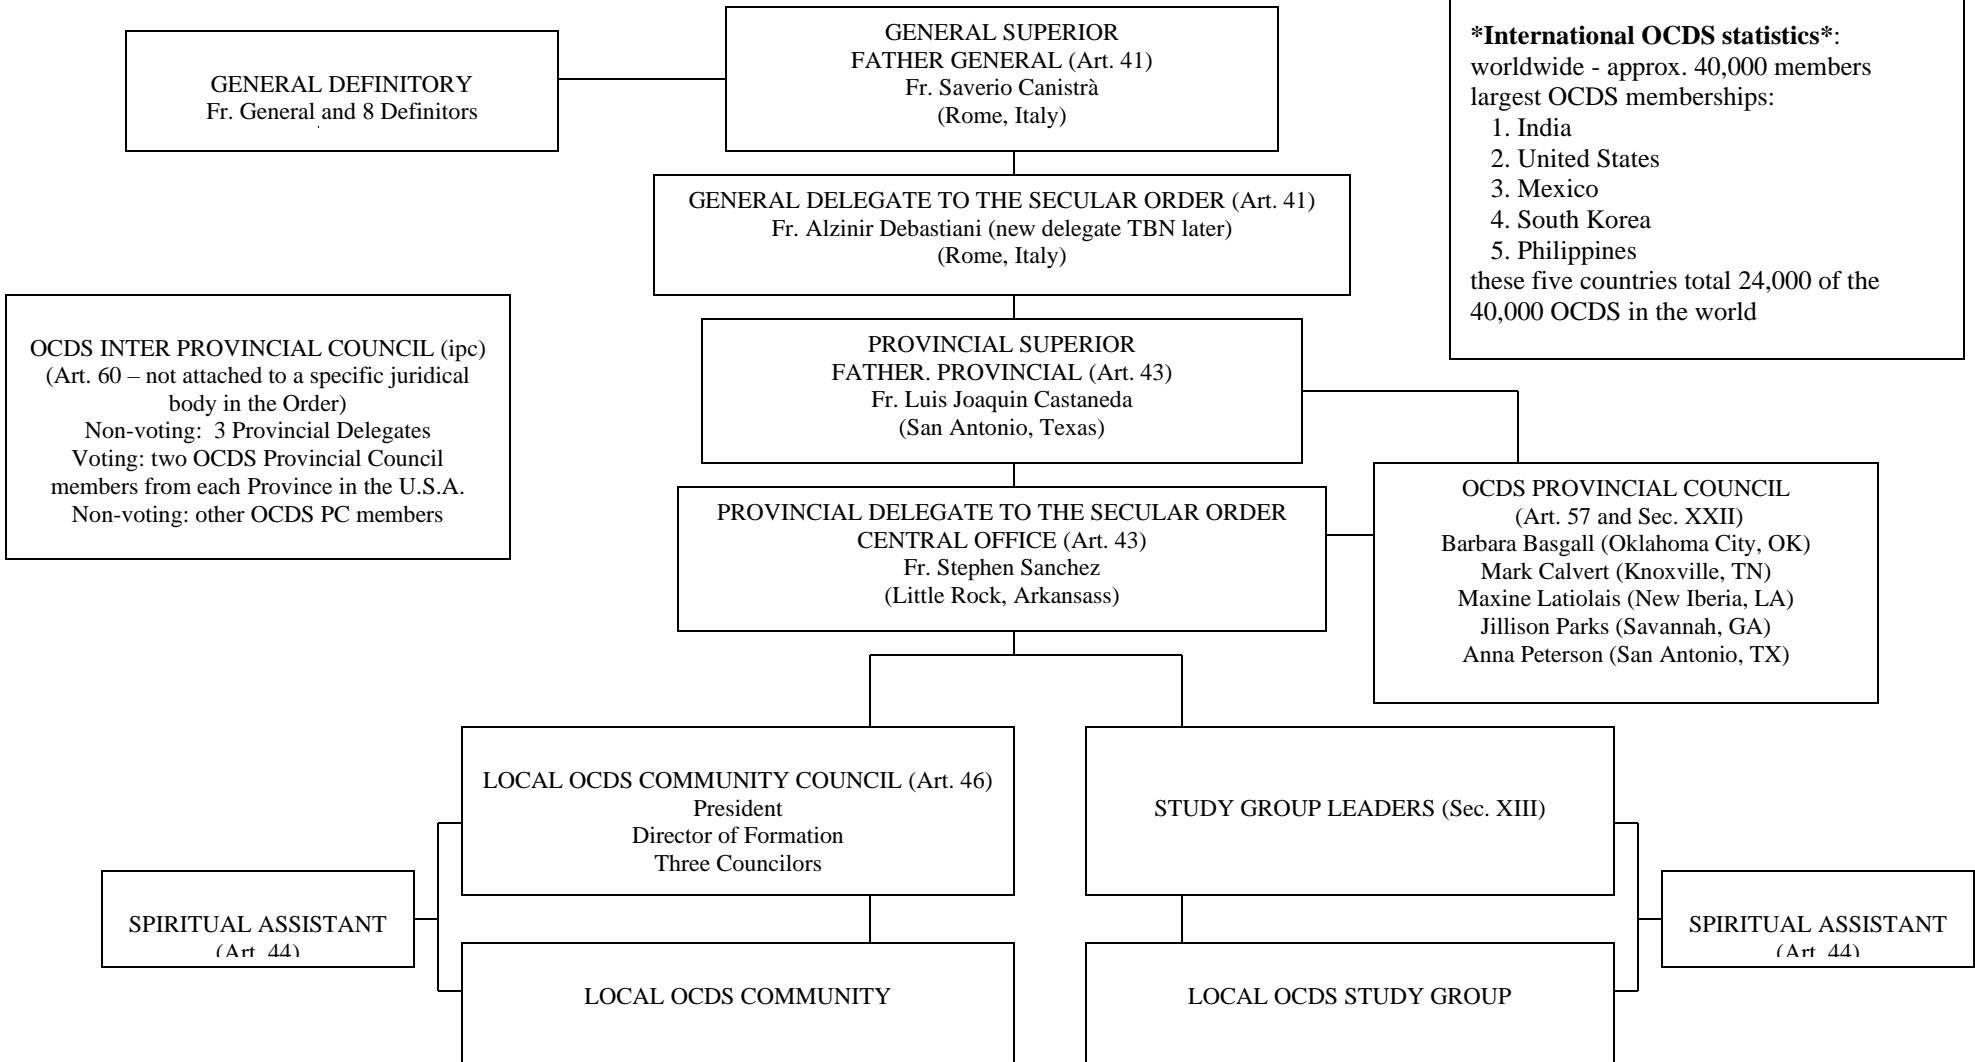 GENERAL DEFINITORY
Fr. General and 8 Definitors
GENERAL SUPERIOR
FATHER GENERAL (Art. 41)
Fr. Saverio Canistrà
(Rome, Italy)
*International OCDS statistics*:
worldwide - approx. 40,000 members
largest OCDS memberships:
1. India
2. United States
3. Mexico
4. South Korea
5. Philippines
these five countries total 24,000 of the
40,000 OCDS in the world
GENERAL DELEGATE TO THE SECULAR ORDER (Art. 41)
Fr. Alzinir Debastiani (new delegate TBN later)
(Rome, Italy)
OCDS INTER PROVINCIAL COUNCIL (ipc)
(Art. 60 – not attached to a specific juridical
body in the Order)
Non-voting:  3 Provincial Delegates
Voting: two OCDS Provincial Council
members from each Province in the U.S.A.
Non-voting: other OCDS PC members
PROVINCIAL SUPERIOR
FATHER. PROVINCIAL (Art. 43)
Fr. Luis Joaquin Castaneda
(San Antonio, Texas)
PROVINCIAL DELEGATE TO THE SECULAR ORDER
CENTRAL OFFICE (Art. 43)
Fr. Stephen Sanchez
(Little Rock, Arkansass)
OCDS PROVINCIAL COUNCIL
(Art. 57 and Sec. XXII)
Barbara Basgall (Oklahoma City, OK)
Mark Calvert (Knoxville, TN)
Maxine Latiolais (New Iberia, LA)
Jillison Parks (Savannah, GA)
Anna Peterson (San Antonio, TX)
LOCAL OCDS COMMUNITY COUNCIL (Art. 46)
President
Director of Formation
Three Councilors
STUDY GROUP LEADERS (Sec. XIII)
SPIRITUAL ASSISTANT
(Art. 44)
SPIRITUAL ASSISTANT
(Art. 44)
LOCAL OCDS COMMUNITY
LOCAL OCDS STUDY GROUP